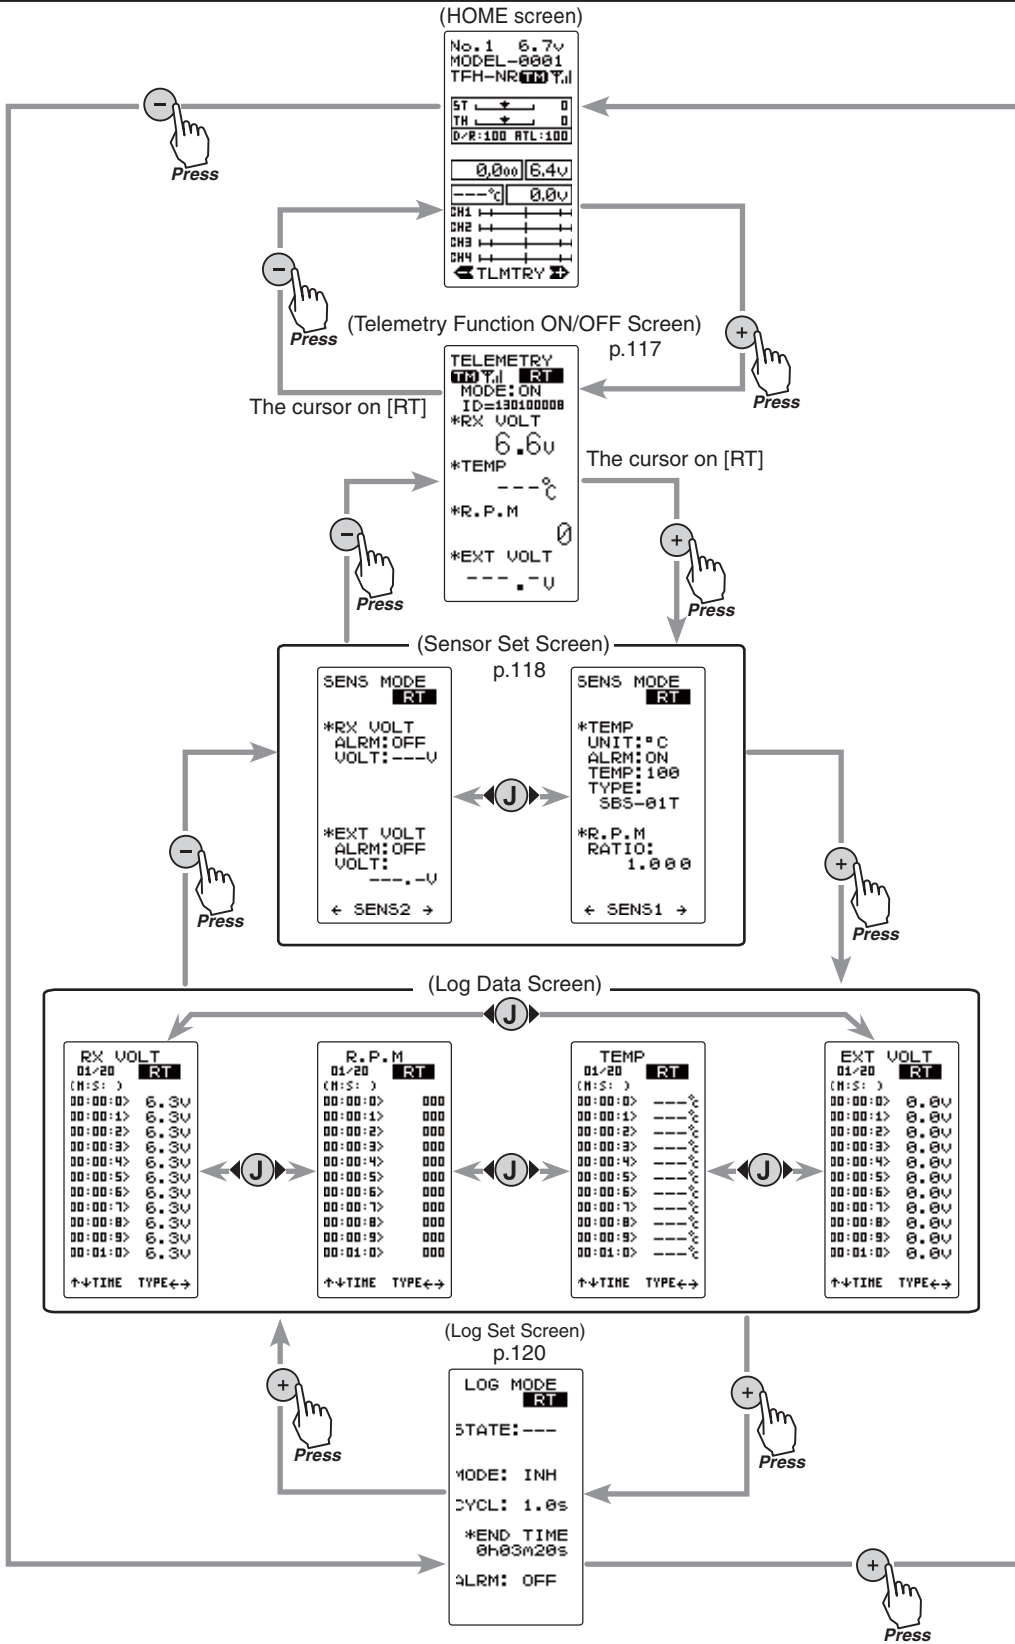 (HOME screen)
No.1 6.7v
MODEL-0001
TFH-NR TM
ST 0
TH 0
D/R:100 ATL:100
0,000 6.4v
---°C 0.0v
CH1
CH2
CH3
CH4
- TLMTRY +
-
Press
-
Press
+
Press
(Telemetry Function ON/OFF Screen)
p.117
TELEMETRY
TM RT
MODE:ON
ID=130100008
*RX VOLT
6.6v
*TEMP
---°C
*R.P.M
0
*EXT VOLT
---.-v
The cursor on [RT]
The cursor on [RT]
-
Press
+
Press
(Sensor Set Screen)
p.118
SENS MODE
RT
*RX VOLT
ALRM:OFF
VOLT:---V
*EXT VOLT
ALRM:OFF
VOLT:
---.-V
← SENS2 →
J
SENS MODE
RT
*TEMP
UNIT:°C
ALRM:ON
TEMP:100
TYPE:
SBS-01T
*R.P.M
RATIO:
1.000
← SENS1 →
-
Press
+
Press
(Log Data Screen)
J
RX VOLT
01/20 RT
(M:S: )
00:00:0> 6.3V
00:00:1> 6.3V
00:00:2> 6.3V
00:00:3> 6.3V
00:00:4> 6.3V
00:00:5> 6.3V
00:00:6> 6.3V
00:00:7> 6.3V
00:00:8> 6.3V
00:00:9> 6.3V
00:01:0> 6.3V
↑↓TIME TYPE←→
J
R.P.M
01/20 RT
(M:S: )
00:00:0> 000
00:00:1> 000
00:00:2> 000
00:00:3> 000
00:00:4> 000
00:00:5> 000
00:00:6> 000
00:00:7> 000
00:00:8> 000
00:00:9> 000
00:01:0> 000
↑↓TIME TYPE←→
J
TEMP
01/20 RT
(M:S: )
00:00:0> ---°C
00:00:1> ---°C
00:00:2> ---°C
00:00:3> ---°C
00:00:4> ---°C
00:00:5> ---°C
00:00:6> ---°C
00:00:7> ---°C
00:00:8> ---°C
00:00:9> ---°C
00:01:0> ---°C
↑↓TIME TYPE←→
J
EXT VOLT
01/20 RT
(M:S: )
00:00:0> 0.0V
00:00:1> 0.0V
00:00:2> 0.0V
00:00:3> 0.0V
00:00:4> 0.0V
00:00:5> 0.0V
00:00:6> 0.0V
00:00:7> 0.0V
00:00:8> 0.0V
00:00:9> 0.0V
00:01:0> 0.0V
↑↓TIME TYPE←→
(Log Set Screen)
p.120
LOG MODE
RT
STATE:---
MODE: INH
CYCL: 1.0s
*END TIME
0h03m20s
ALRM: OFF
+
Press
+
Press
+
Press